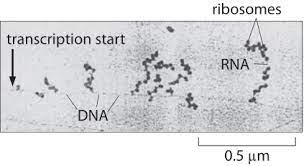 ribosomes
transcription start
RNA
DNA
0.5 μm